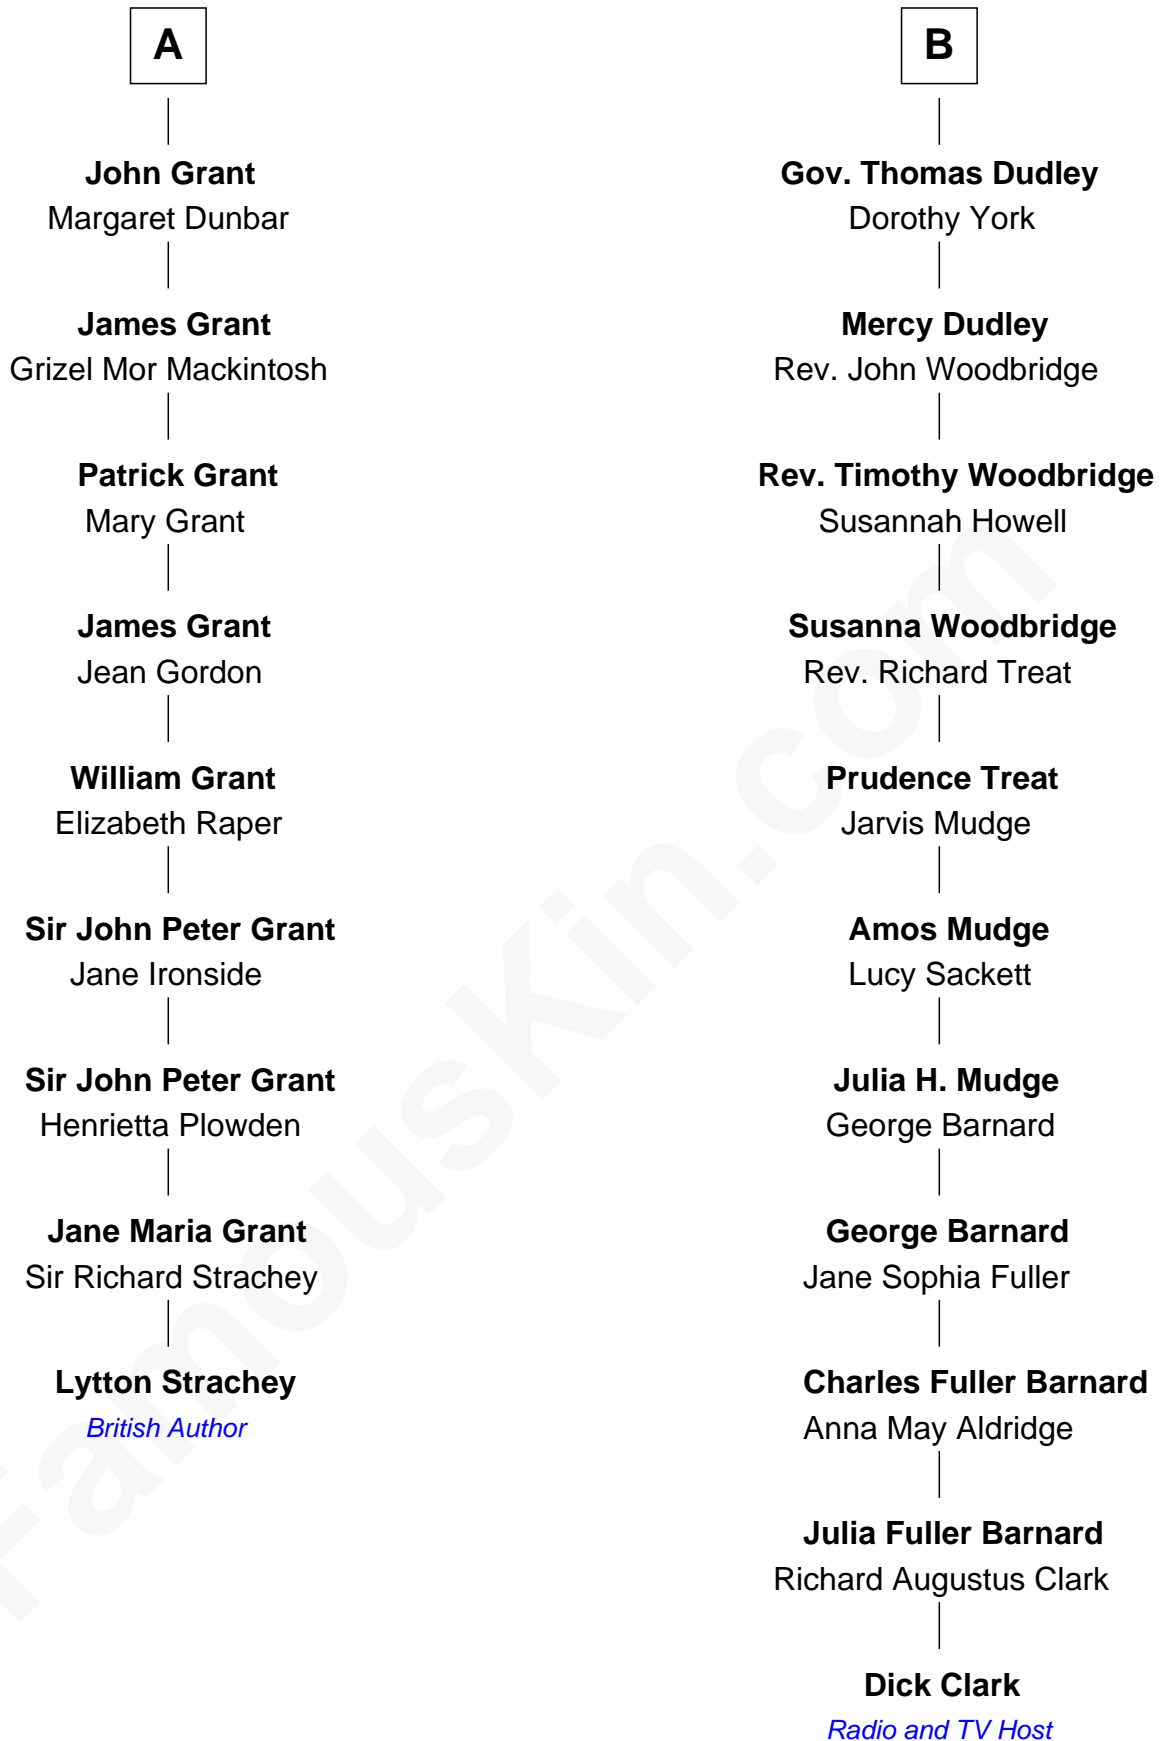 A
John Grant
Margaret Dunbar
James Grant
Grizel Mor Mackintosh
Patrick Grant
Mary Grant
James Grant
Jean Gordon
William Grant
Elizabeth Raper
Sir John Peter Grant
Jane Ironside
Sir John Peter Grant
Henrietta Plowden
Jane Maria Grant
Sir Richard Strachey
Lytton Strachey
British Author
B
Gov. Thomas Dudley
Dorothy York
Mercy Dudley
Rev. John Woodbridge
Rev. Timothy Woodbridge
Susannah Howell
Susanna Woodbridge
Rev. Richard Treat
Prudence Treat
Jarvis Mudge
Amos Mudge
Lucy Sackett
Julia H. Mudge
George Barnard
George Barnard
Jane Sophia Fuller
Charles Fuller Barnard
Anna May Aldridge
Julia Fuller Barnard
Richard Augustus Clark
Dick Clark
Radio and TV Host
FamousKin.com